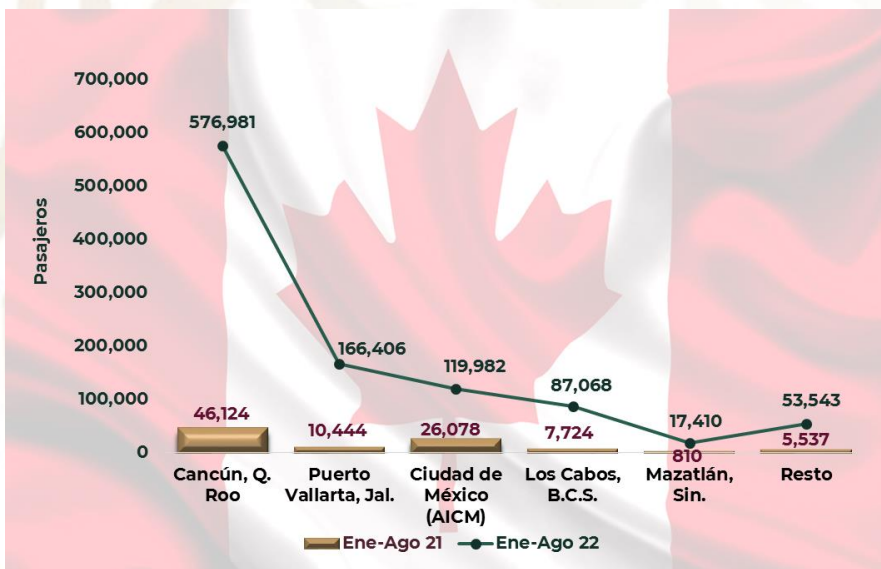 Pasajeros
700,000
600,000
500,000
400,000
300,000
200,000
100,000
0
576,981
166,406
119,982
87,068
17,410
53,543
46,124
10,444
26,078
7,724
810
5,537
Cancún, Q.
Roo
Puerto
Vallarta, Jal.
Ciudad de
México
(AICM)
Los Cabos,
B.C.S.
Mazatlán,
Sin.
Resto
Ene-Ago 21
Ene-Ago 22